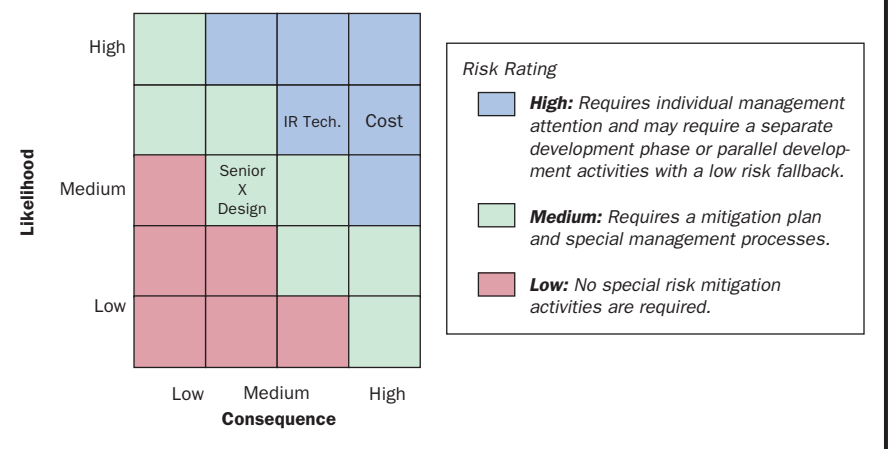 High
IR Tech.
Cost
Likelihood
Medium
Senior
X
Design
Low
Low
Medium
High
Consequence
Risk Rating
High: Requires individual management
attention and may require a separate
development phase or parallel develop-
ment activities with a low risk fallback.
Medium: Requires a mitigation plan
and special management processes.
Low: No special risk mitigation
activities are required.